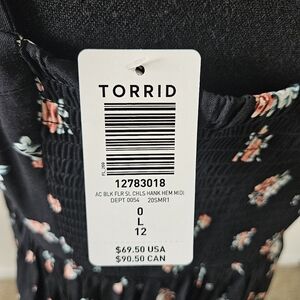 TORRID
12783018
AC BLK FLR SL CHLS HANK HEM MIDI
DEPT 0054 20SMR1
0
L
12
$69.50 USA
$90.50 CAN